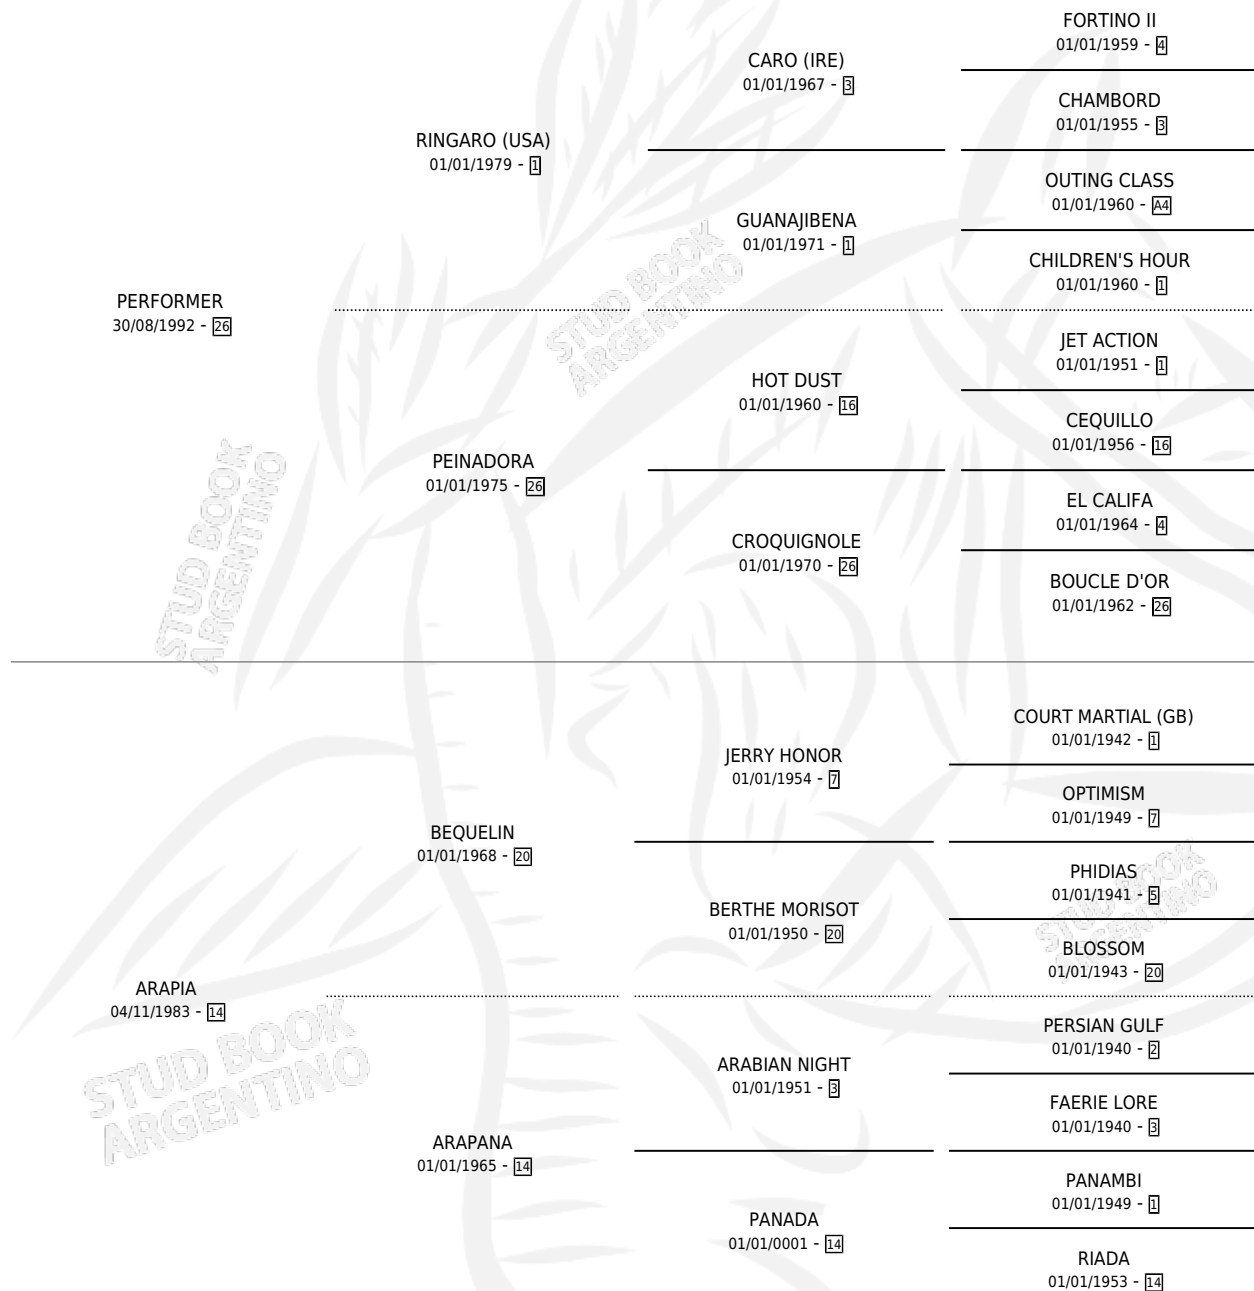 FORTINO II
01/01/1959 - 4
CARO (IRE)
01/01/1967 - 3
CHAMBORD
01/01/1955 - 3
RINGARO (USA)
01/01/1979 - 1
OUTING CLASS
01/01/1960 - A4
GUANAJIBENA
01/01/1971 - 1
CHILDREN'S HOUR
01/01/1960 - 1
PERFORMER
30/08/1992 - 26
JET ACTION
01/01/1951 - 1
HOT DUST
01/01/1960 - 16
CEQUILLO
01/01/1956 - 16
PEINADORA
01/01/1975 - 26
EL CALIFA
01/01/1964 - 4
CROQUIGNOLE
01/01/1970 - 26
BOUCLE D'OR
01/01/1962 - 26
COURT MARTIAL (GB)
01/01/1942 - 1
JERRY HONOR
01/01/1954 - 7
OPTIMISM
01/01/1949 - 7
BEQUELIN
01/01/1968 - 20
PHIDIAS
01/01/1941 - 5
BERTHE MORISOT
01/01/1950 - 20
BLOSSOM
01/01/1943 - 20
ARAPIA
04/11/1983 - 14
PERSIAN GULF
01/01/1940 - 2
ARABIAN NIGHT
01/01/1951 - 3
FAERIE LORE
01/01/1940 - 3
ARAPANA
01/01/1965 - 14
PANAMBI
01/01/1949 - 1
PANADA
01/01/0001 - 14
RIADA
01/01/1953 - 14
STUD BOOK
ARGENTINO
STUD BOOK
ARGENTINO
STUD BOOK
ARGENTINO
STUD BOOK
ARGENTINO